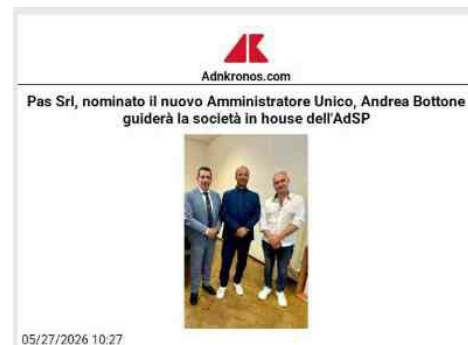 Adnkronos.com
Pas Srl, nominato il nuovo Amministratore Unico, Andrea Bottone
guiderà la società in house dell'AdSP
05/27/2026 10:27